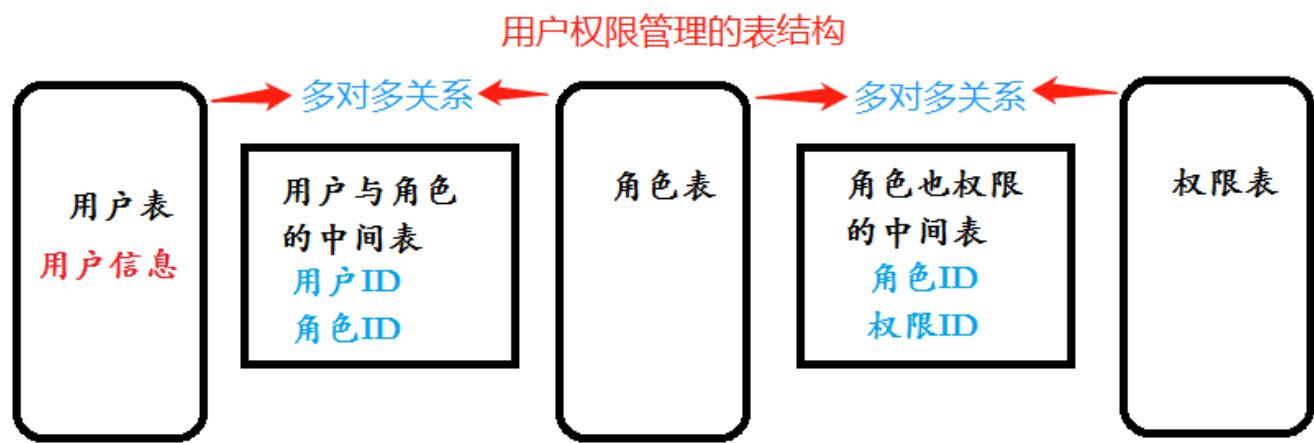 用户权限管理的表结构
多对多关系
多对多关系
用户表
用户信息
用户与角色
的中间表
用户ID
角色ID
角色表
角色也权限
的中间表
角色ID
权限ID
权限表